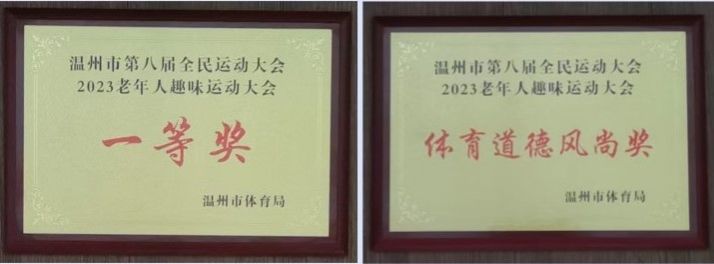 温州市第八届全民运动大会
2023老年人趣味运动大会
一等奖
温州市体育局
温州市第八届全民运动大会
2023老年人趣味运动大会
体育道德风尚奖
温州市体育局